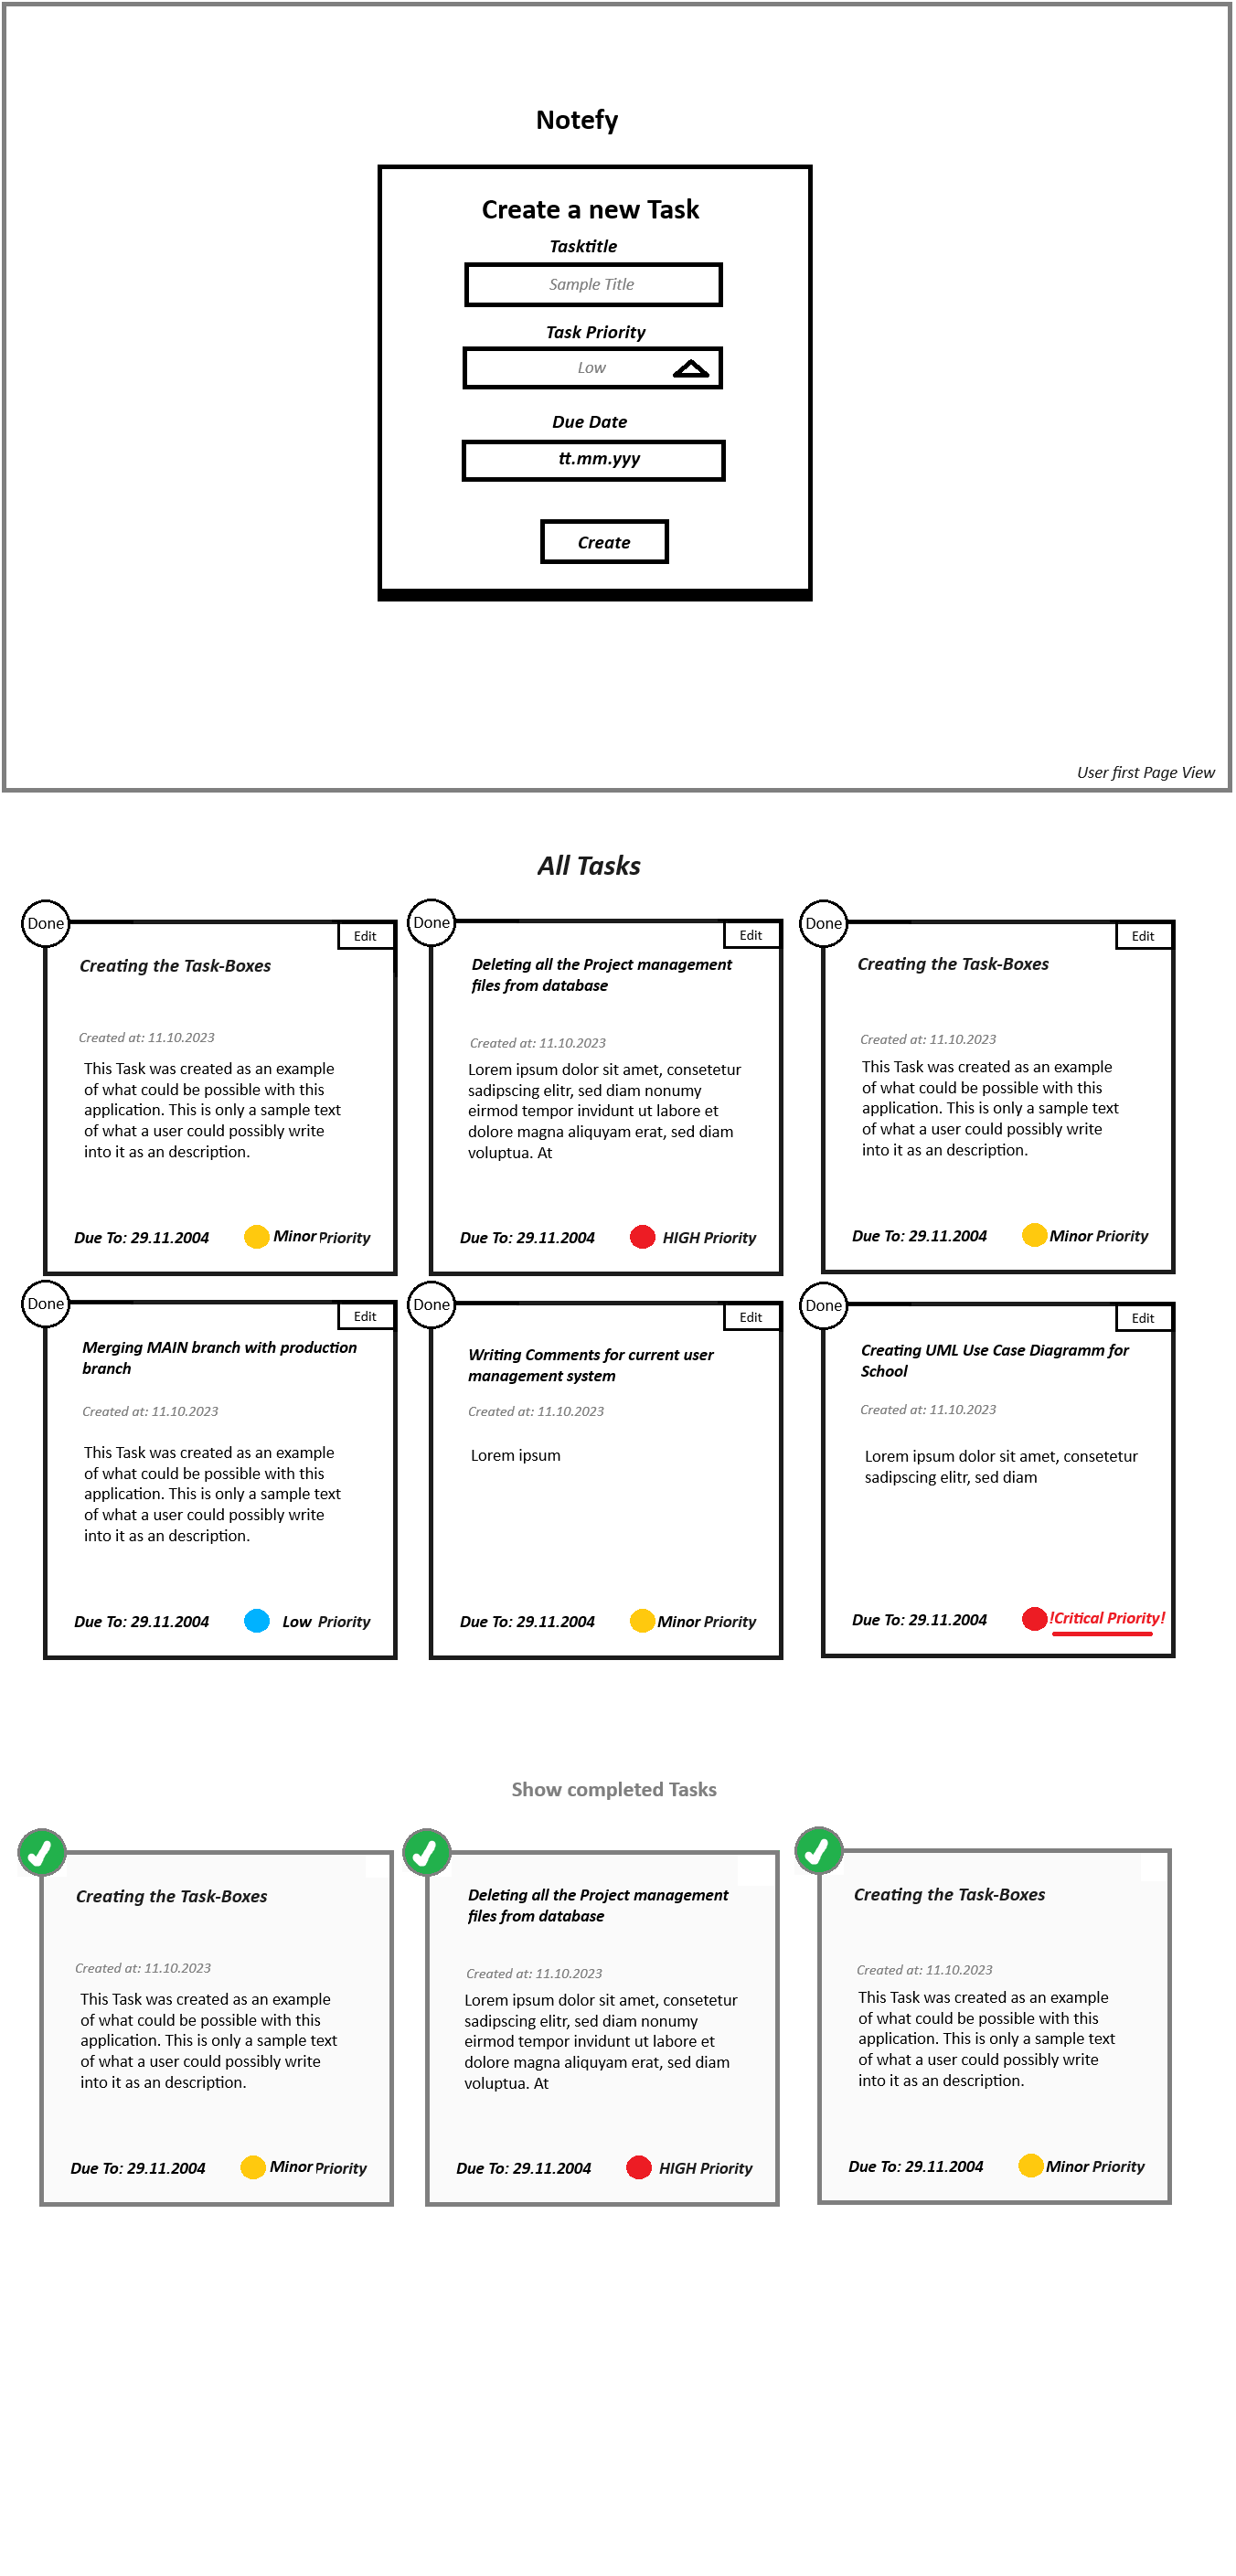 Notefy
Create a new Task
Tasktitle
Sample Title
Task Priority
Low
Due Date
tt.mm.yyy
Create
User first Page View
All Tasks
Done
Edit
Creating the Task-Boxes
Created at: 11.10.2023
This Task was created as an example
of what could be possible with this
application. This is only a sample text
of what a user could possibly write
into it as an description.
Due To: 29.11.2004
Minor Priority
Done
Edit
Deleting all the Project management
files from database
Created at: 11.10.2023
Lorem ipsum dolor sit amet, consetetur
sadipscing elitr, sed diam nonumy
eirmod tempor invidunt ut labore et
dolore magna aliquyam erat, sed diam
voluptua. At
Due To: 29.11.2004
HIGH Priority
Done
Edit
Creating the Task-Boxes
Created at: 11.10.2023
This Task was created as an example
of what could be possible with this
application. This is only a sample text
of what a user could possibly write
into it as an description.
Due To: 29.11.2004
Minor Priority
Done
Edit
Merging MAIN branch with production
branch
Created at: 11.10.2023
This Task was created as an example
of what could be possible with this
application. This is only a sample text
of what a user could possibly write
into it as an description.
Due To: 29.11.2004
Low Priority
Done
Edit
Writing Comments for current user
management system
Created at: 11.10.2023
Lorem ipsum
Due To: 29.11.2004
Minor Priority
Done
Edit
Creating UML Use Case Diagramm for
School
Created at: 11.10.2023
Lorem ipsum dolor sit amet, consetetur
sadipscing elitr, sed diam
Due To: 29.11.2004
!Critical Priority!
Show completed Tasks
Creating the Task-Boxes
Created at: 11.10.2023
This Task was created as an example
of what could be possible with this
application. This is only a sample text
of what a user could possibly write
into it as an description.
Due To: 29.11.2004
Minor Priority
Deleting all the Project management
files from database
Created at: 11.10.2023
Lorem ipsum dolor sit amet, consetetur
sadipscing elitr, sed diam nonumy
eirmod tempor invidunt ut labore et
dolore magna aliquyam erat, sed diam
voluptua. At
Due To: 29.11.2004
HIGH Priority
Creating the Task-Boxes
Created at: 11.10.2023
This Task was created as an example
of what could be possible with this
application. This is only a sample text
of what a user could possibly write
into it as an description.
Due To: 29.11.2004
Minor Priority